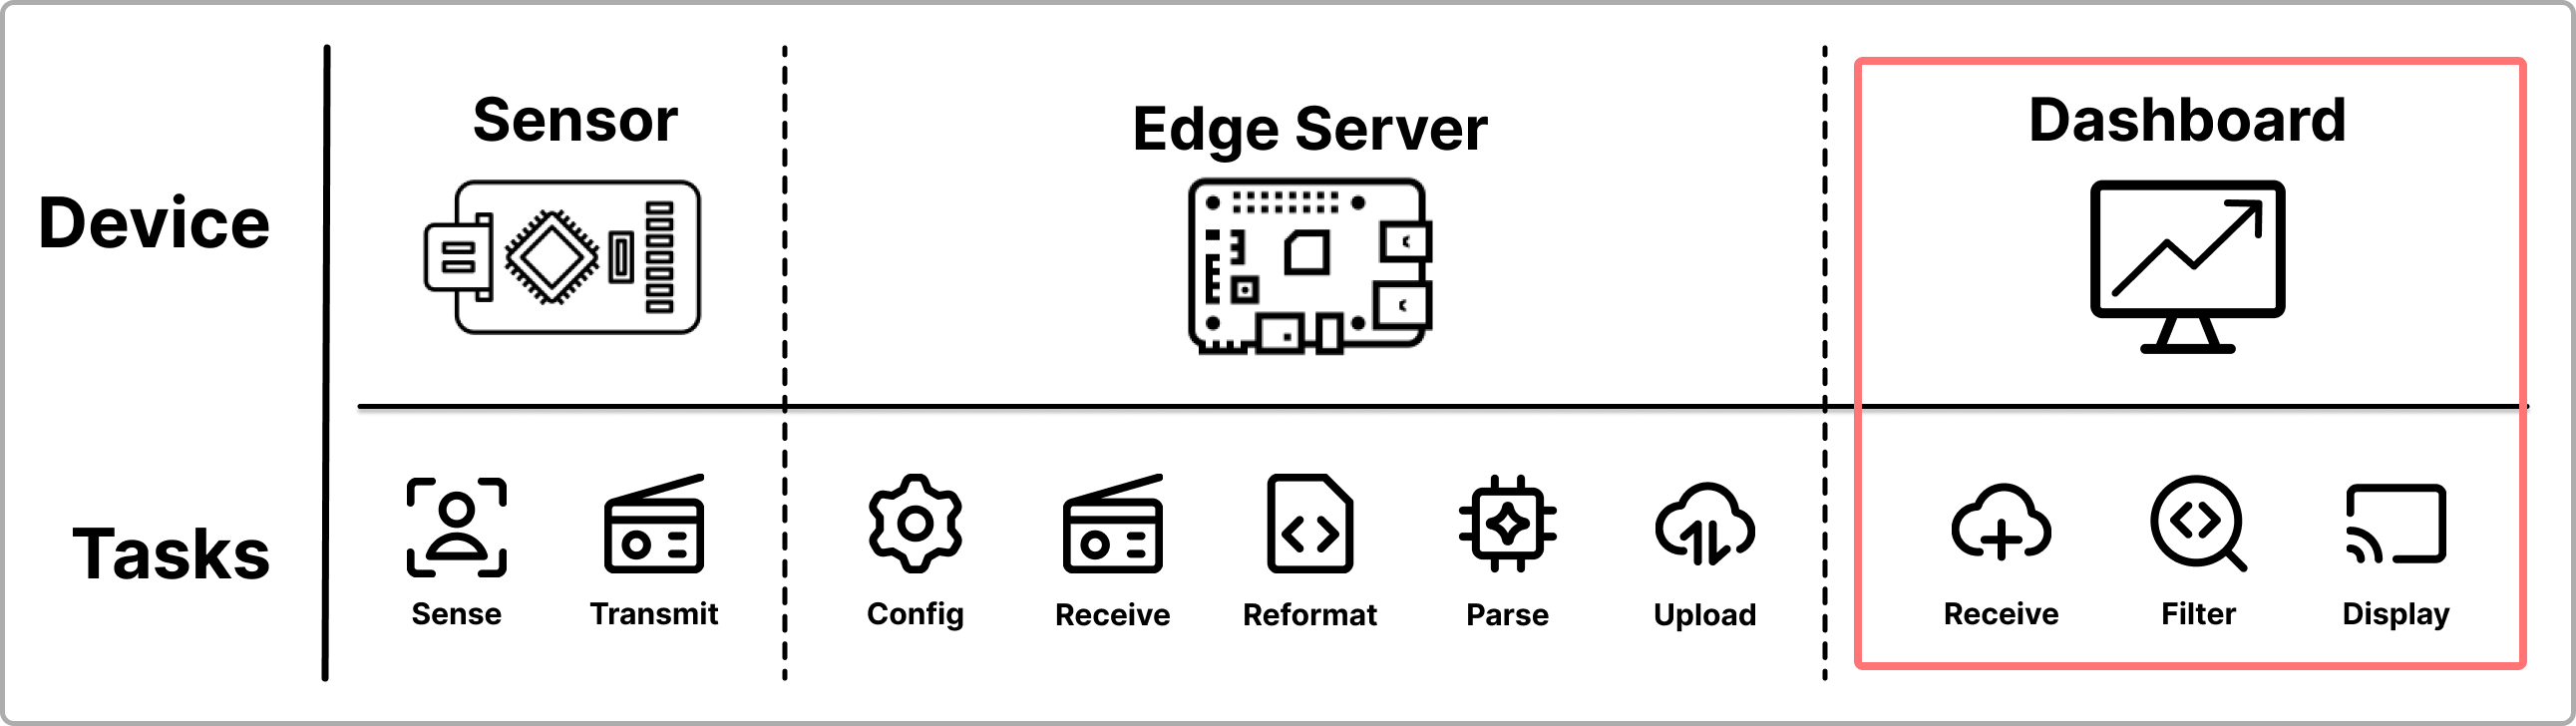 Device
Sensor
Edge Server
Dashboard
Tasks
Sense
Transmit
Config
Receive
Reformat
Parse
Upload
Receive
Filter
Display